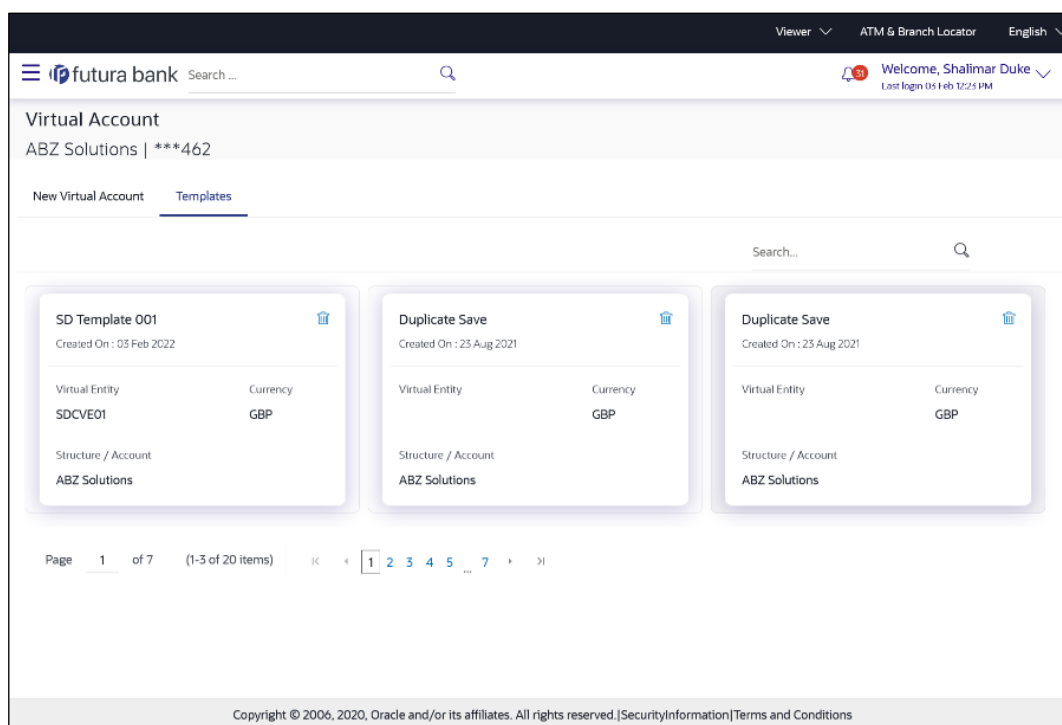 Viewer ATM & Branch Locator English
futura bank Search ... 31 Welcome, Shalimar Duke
Last login 03 Feb 12:23 PM
Virtual Account
ABZ Solutions | ***462
New Virtual Account Templates
Search...
SD Template 001 Duplicate Save Duplicate Save
Created On : 03 Feb 2022 Created On : 23 Aug 2021 Created On : 23 Aug 2021
Virtual Entity Currency Virtual Entity Currency Virtual Entity Currency
SDCVE01 GBP GBP GBP
Structure / Account Structure / Account Structure / Account
ABZ Solutions ABZ Solutions ABZ Solutions
Page 1 of 7 (1-3 of 20 items) 1 2 3 4 5 ... 7
Copyright © 2006, 2020, Oracle and/or its affiliates. All rights reserved.|SecurityInformation|Terms and Conditions